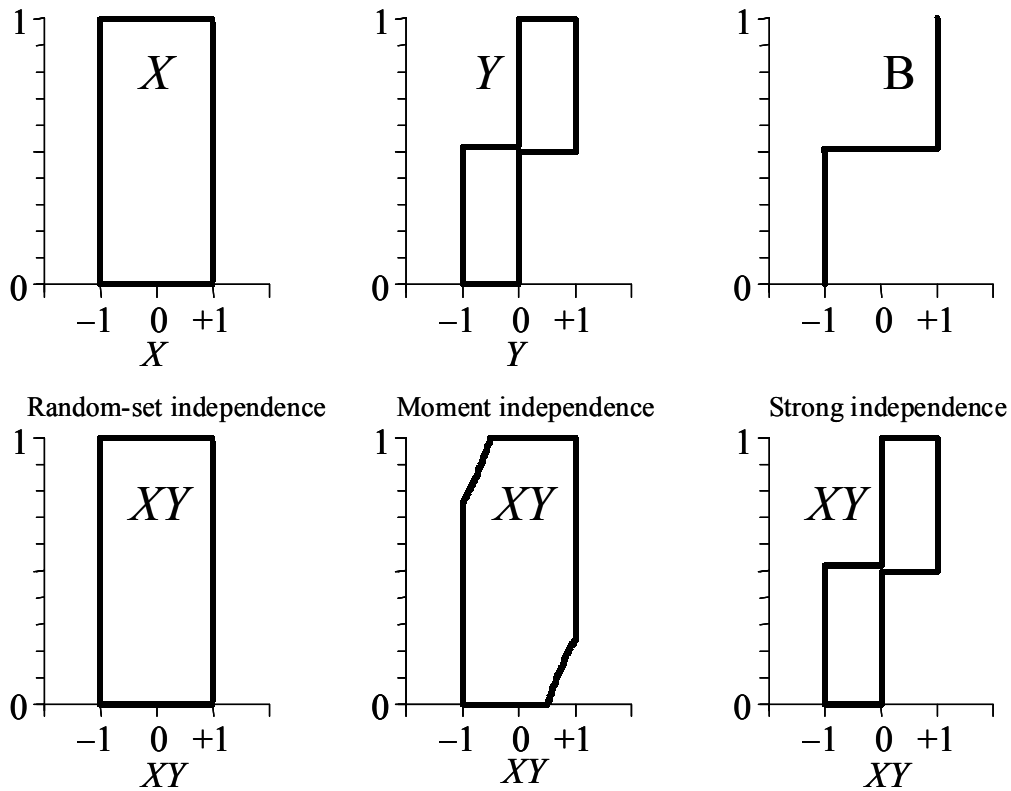 1
X
0
−1 0 +1
X
1
Y
0
−1 0 +1
Y
1
B
0
−1 0 +1
Random-set independence
1
XY
0
−1 0 +1
XY
Moment independence
1
XY
0
−1 0 +1
XY
Strong independence
1
XY
0
−1 0 +1
XY